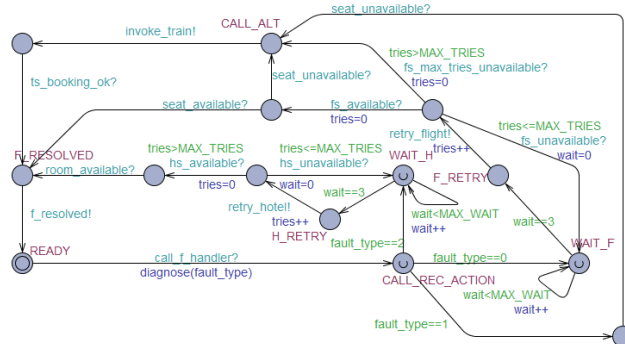 seat_unavailable?
CALL_ALT
invoke_train!
tries>MAX_TRIES
fs_max_tries_unavailable?
tries=0
ts_booking_ok?
seat_unavailable?
seat_available?
fs_available?
tries=0
tries<=MAX_TRIES
fs_unavailable?
wait=0
retry_flight!
tries++
F_RESOLVED
tries>MAX_TRIES
hs_available?
tries=0
tries<=MAX_TRIES
hs_unavailable?
wait=0
WAIT_H
room_available?
F_RETRY
wait==3
retry_hotel!
tries++
H_RETRY
f_resolved!
wait<MAX_WAIT
wait++
wait==3
READY
fault_type==2
WAIT_F
call_f_handler?
diagnose(fault_type)
fault_type==0
CALL_REC_ACTION
wait<MAX_WAIT
wait++
fault_type==1